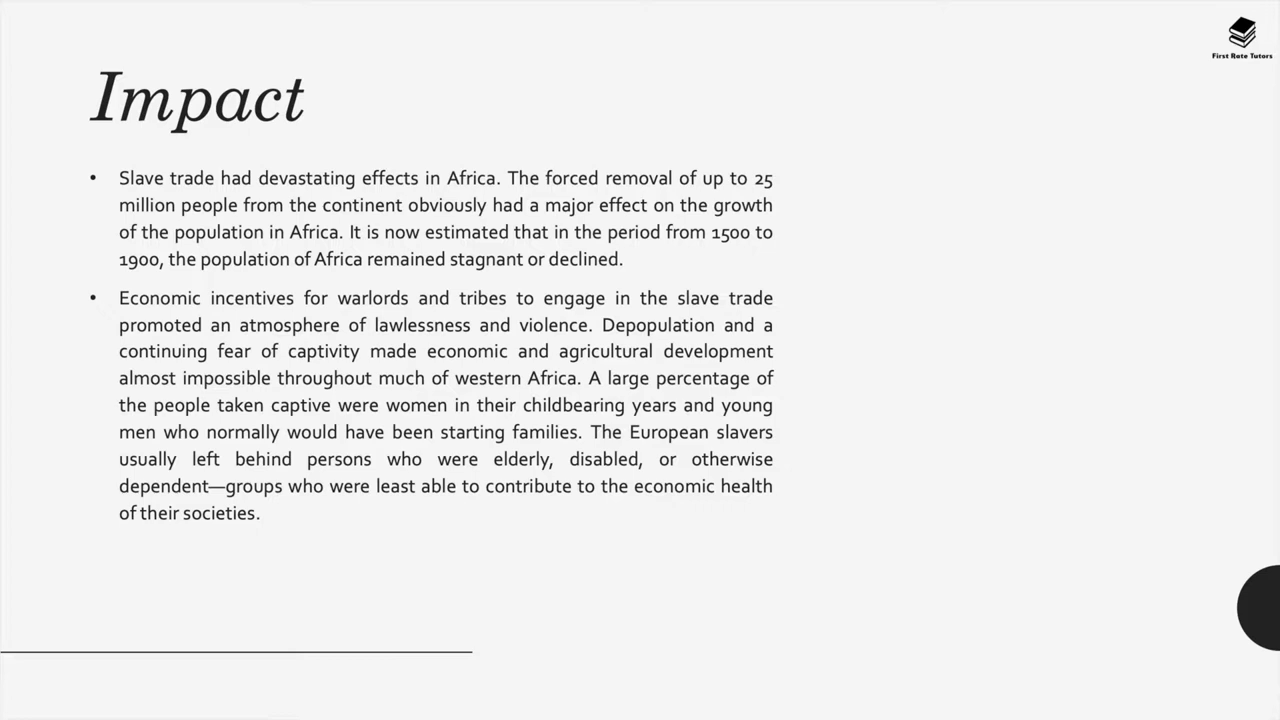 First Rate Tutors
Impact
• Slave trade had devastating effects in Africa. The forced removal of up to 25
million people from the continent obviously had a major effect on the growth
of the population in Africa. It is now estimated that in the period from 1500 to
1900, the population of Africa remained stagnant or declined.
• Economic incentives for warlords and tribes to engage in the slave trade
promoted an atmosphere of lawlessness and violence. Depopulation and a
continuing fear of captivity made economic and agricultural development
almost impossible throughout much of western Africa. A large percentage of
the people taken captive were women in their childbearing years and young
men who normally would have been starting families. The European slavers
usually left behind persons who were elderly, disabled, or otherwise
dependent—groups who were least able to contribute to the economic health
of their societies.